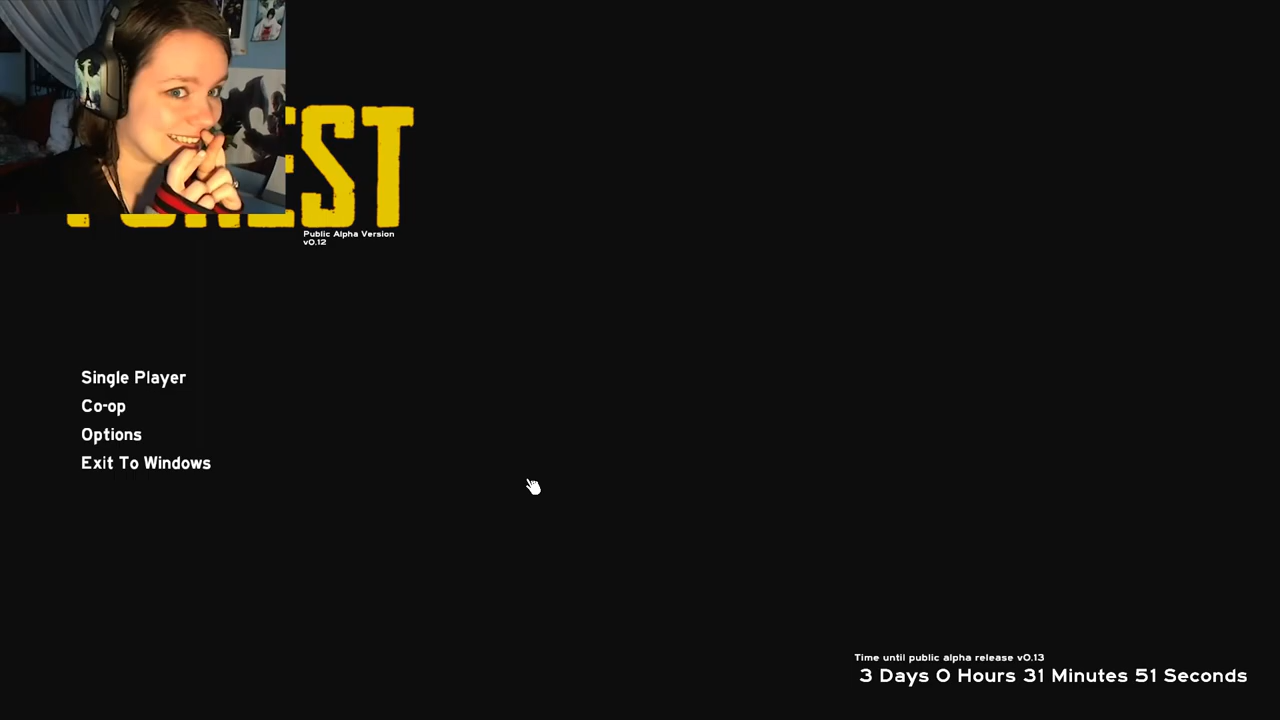 FOREST
Public Alpha Version
v0.12
Single Player
Co-op
Options
Exit To Windows
Time until public alpha release v0.13
3 Days 0 Hours 31 Minutes 51 Seconds